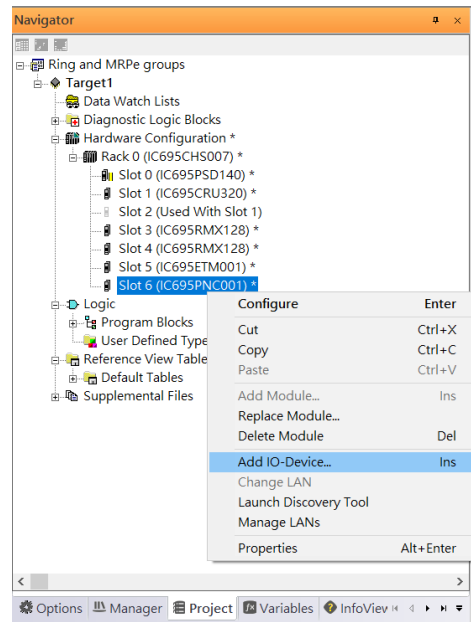 Navigator
Ring and MRPe groups
Target1
Data Watch Lists
Diagnostic Logic Blocks
Hardware Configuration *
Rack 0 (IC695CHS007) *
Slot 0 (IC695PSD140) *
Slot 1 (IC695CRU320) *
Slot 2 (Used With Slot 1)
Slot 3 (IC695RMX128) *
Slot 4 (IC695RMX128) *
Slot 5 (IC695ETM001) *
Slot 6 (IC695PNC001) *
Logic
Program Blocks
User Defined Type
Reference View Table
Default Tables
Supplemental Files
Configure Enter
Cut Ctrl+X
Copy Ctrl+C
Paste Ctrl+V
Add Module... Ins
Replace Module...
Delete Module Del
Add IO-Device... Ins
Change LAN
Launch Discovery Tool
Manage LANs
Properties Alt+Enter
Options Manager Project Variables InfoView